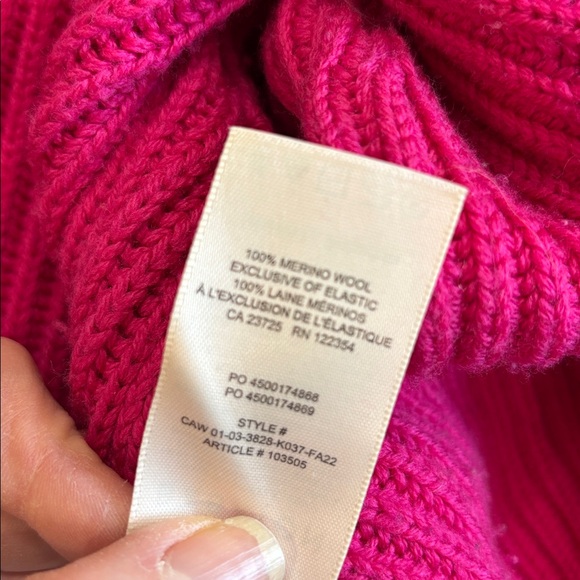 100% MERINO WOOL
EXCLUSIVE OF ELASTIC
100% LAINE MÉRINOS
À L'EXCLUSION DE L'ÉLASTIQUE
CA 23725 RN 122354
PO 4500174868
PO 4500174869
STYLE #
CAW 01-03-3828-K037-FA22
ARTICLE # 103505